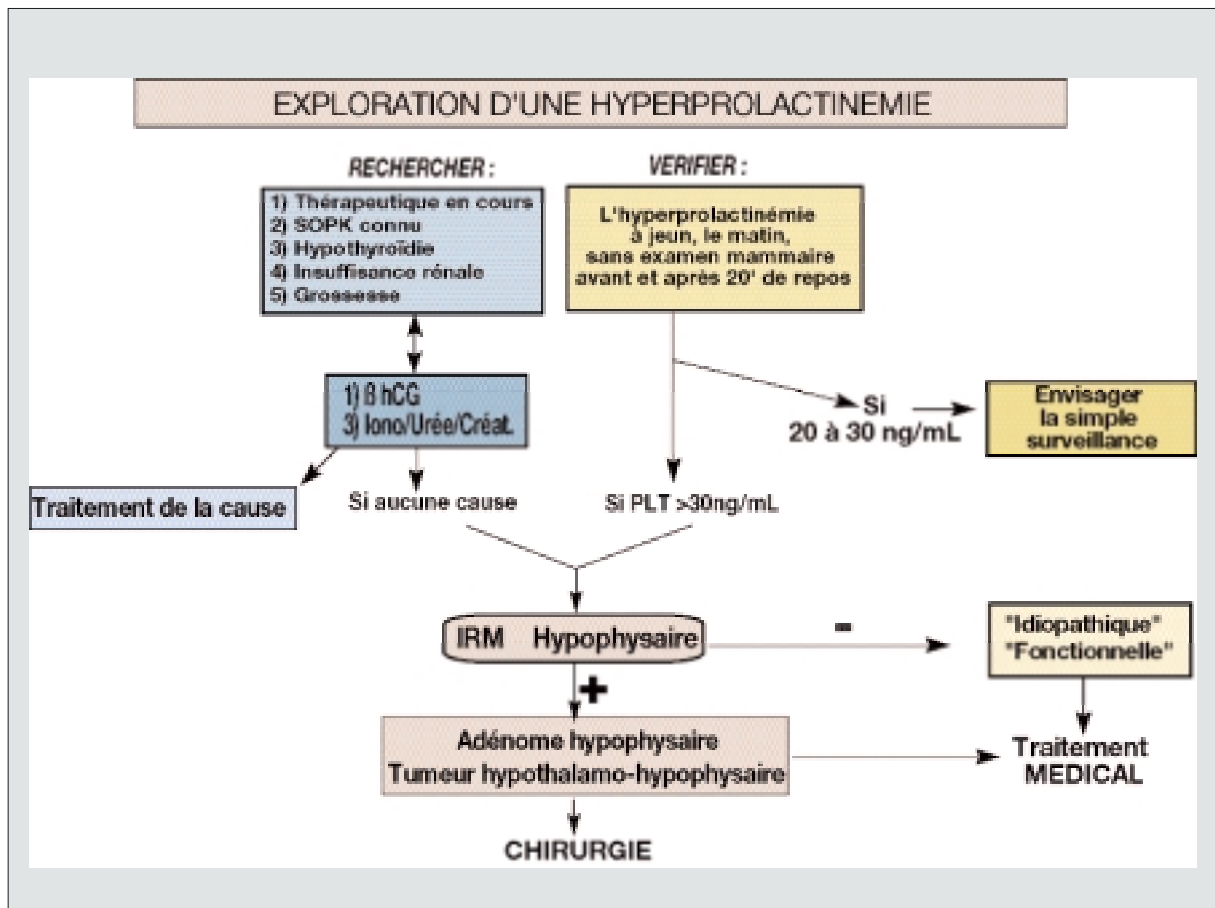 EXPLORATION D'UNE HYPERPROLACTINEMIE
RECHERCHER :
1) Thérapeutique en cours
2) SOPK connu
3) Hypothyroïdie
4) Insuffisance rénale
5) Grossesse
VERIFIER :
L'hyperprolactinémie
à jeun, le matin,
sans examen mammaire
avant et après 20' de repos
1) B hCG
3) Iono/Urée/Créat.
Si
20 à 30 ng/mL
Envisager
la simple
surveillance
Traitement de la cause
Si aucune cause
Si PLT >30ng/mL
IRM Hypophysaire
-
"Idiopathique"
"Fonctionnelle"
+
Adénome hypophysaire
Tumeur hypothalamo-hypophysaire
Traitement
MEDICAL
CHIRURGIE